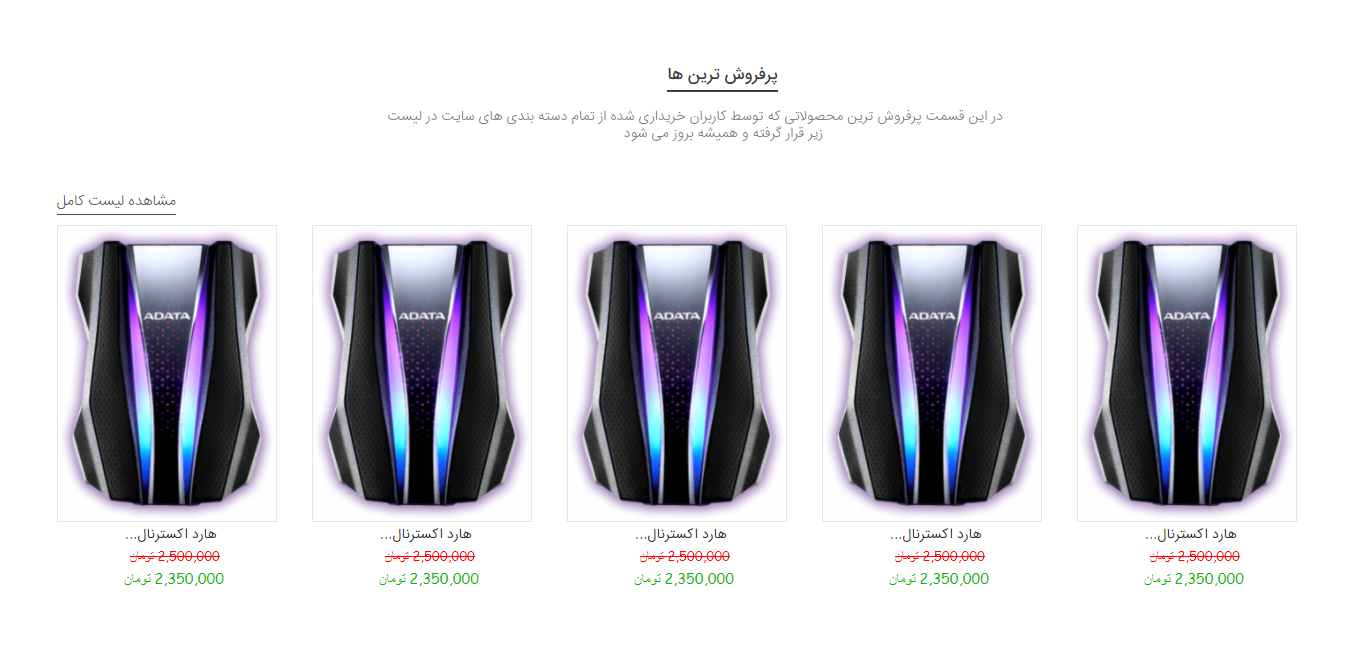 پرفروش ترین ها
در این قسمت پرفروش ترین محصولاتی که توسط کاربران خریداری شده از تمام دسته بندی های سایت در لیست
زیر قرار گرفته و همیشه بروز می شود
مشاهده لیست کامل
ADATA
ADATA
ADATA
ADATA
ADATA
هارد اکسترنال...
هارد اکسترنال...
هارد اکسترنال...
هارد اکسترنال...
هارد اکسترنال...
2,500,000 تومان
2,500,000 تومان
2,500,000 تومان
2,500,000 تومان
2,500,000 تومان
2,350,000 تومان
2,350,000 تومان
2,350,000 تومان
2,350,000 تومان
2,350,000 تومان